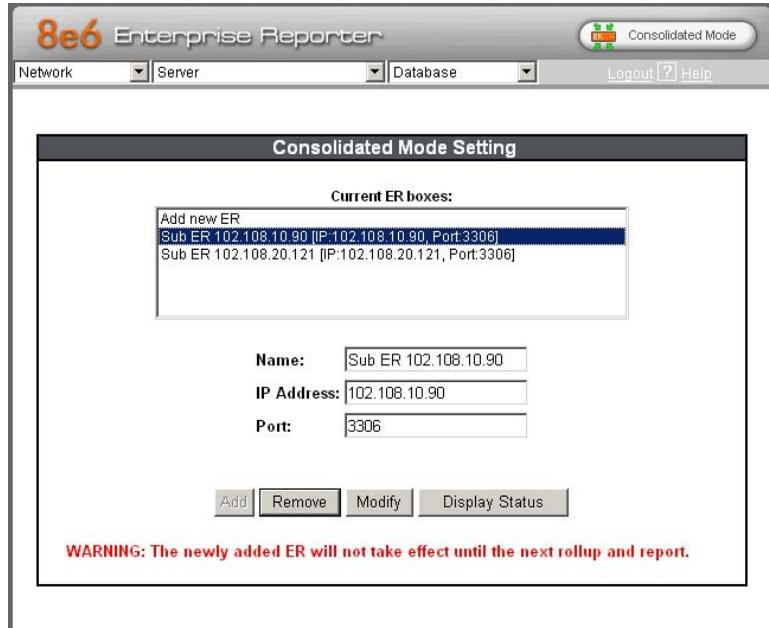 8e6 Enterprise Reporter
ER
Consolidated Mode
Network Server Database Logout ? Help
Consolidated Mode Setting
Current ER boxes:
Add new ER
Sub ER 102.108.10.90 [IP:102.108.10.90, Port:3306]
Sub ER 102.108.20.121 [IP:102.108.20.121, Port:3306]
Name: Sub ER 102.108.10.90
IP Address: 102.108.10.90
Port: 3306
Add Remove Modify Display Status
WARNING: The newly added ER will not take effect until the next rollup and report.